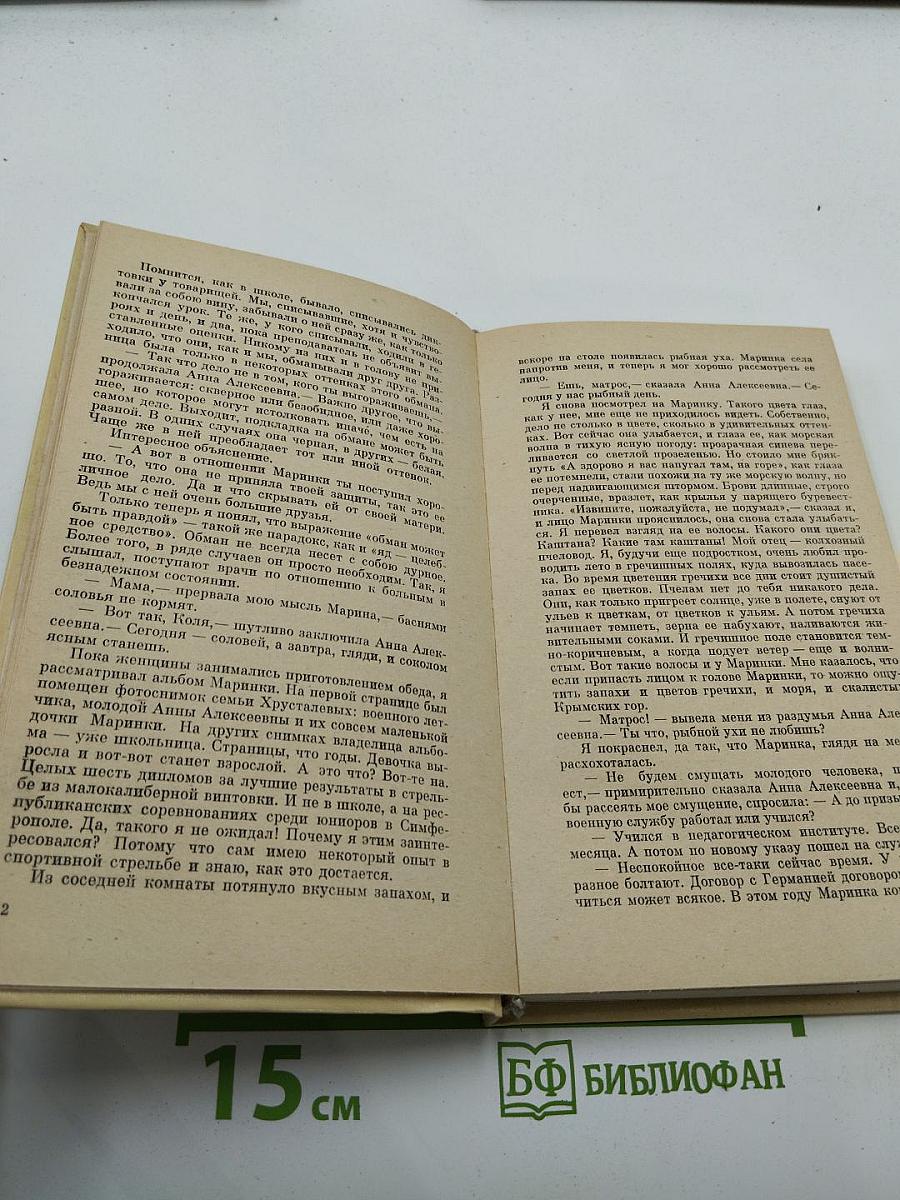 Помнится, как в школе, бывало, списывались дик-
товки у товарищей. Мы, списывавшие, хотя и чувство-
вали за собою вину, забывали о ней сразу же, как только
кончался урок. Те же, у кого списывали, ходили в ге-
роях и день, и два, пока преподаватель не объявит вы-
ставленные оценки. Никому из них и в голову не при-
ходило, что они, как и мы, обманывали друг друга. Раз-
ница была только в некоторых оттенках этого обмана.
— Так что дело не в том, кого ты выгораживаешь,—
продолжала Анна Алексеевна.— Важно другое, что вы-
гораживается: скверное или безобидное, или даже хоро-
шее, но которое могут истолковать иначе, чем есть на
самом деле. Выходит, подкладка на обмане может быть
разной. В одних случаях она черная, в других — белая.
Чаще же в ней преобладает тот или иной оттенок.
Интересное объяснение.
— А вот в отношении Маринки ты поступил хоро-
шо. То, что она не приняла твоей защиты, так это ее
личное дело. Да и что скрывать ей от своей матери.
Ведь мы с ней очень большие друзья.
Только теперь я понял, что выражение «обман может
быть правдой» — такой же парадокс, как и «яд — целеб-
ное средство». Обман не всегда несет с собою дурное.
Более того, в ряде случаев он просто необходим. Так, я
слышал, поступают врачи по отношению к больным в
безнадежном состоянии.
— Мама,— прервала мою мысль Марина,— баснями
соловья не кормят.
— Вот так, Коля,— шутливо заключила Анна Алек-
сеевна.— Сегодня — соловей, а завтра, гляди, и соколом
ясным станешь.
Пока женщины занимались приготовлением обеда, я
рассматривал альбом Маринки. На первой странице был
помещен фотоснимок семьи Хрусталевых: военного лет-
чика, молодой Анны Алексеевны и их совсем маленькой
дочки Маринки. На других снимках владелица альбо-
ма — уже школьница. Страницы, что годы. Девочка вы-
росла и вот-вот станет взрослой. А это что? Вот-те на.
Целых шесть дипломов за лучшие результаты в стрель-
бе из малокалиберной винтовки. И не в школе, а на рес-
публиканских соревнованиях среди юниоров в Симфе-
рополе. Да, такого я не ожидал! Почему я этим заинте-
ресовался? Потому что сам имею некоторый опыт в
спортивной стрельбе и знаю, как это достается.
Из соседней комнаты потянуло вкусным запахом, и
2
вскоре на столе появилась рыбная уха. Маринка села
напротив меня, и теперь я мог хорошо рассмотреть ее
лицо.
— Ешь, матрос,— сказала Анна Алексеевна.— Се-
годня у нас рыбный день.
Я снова посмотрел на Маринку. Такого цвета глаз,
как у нее, мне еще не приходилось видеть. Собственно,
дело не столько в цвете, сколько в удивительных оттен-
ках. Вот сейчас она улыбается, и глаза ее, как морская
волна в тихую ясную погоду: прозрачная синева пере-
ливается со светлой прозеленью. Но стоило мне бряк-
нуть «А здорово я вас напугал там, на горе», как глаза
ее потемнели, стали похожи на ту же морскую волну, но
перед надвигающимся штормом. Брови длинные, строго
очерченные, вразлет, как крылья у парящего буревест-
ника. «Извините, пожалуйста, не подумал»,— сказал я,
и лицо Маринки прояснилось, она снова стала улыбать-
ся. Я перевел взгляд на ее волосы. Какого они цвета?
Каштана? Какие там каштаны! Мой отец — колхозный
пчеловод. Я, будучи еще подростком, очень любил про-
водить лето в гречишных полях, куда вывозилась пасе-
ка. Во время цветения гречихи все дни стоит душистый
запах ее цветков. Пчелам нет до тебя никакого дела.
Они, как только пригреет солнце, уже в полете, снуют от
ульев к цветкам, от цветков к ульям. А потом гречиха
начинает темнеть, зерна ее набухают, наливаются жи-
вительными соками. И гречишное поле становится тем-
но-коричневым, а когда подует ветер — еще и волни-
стым. Вот такие волосы и у Маринки. Мне казалось, что
если припасть лицом к голове Маринки, то можно ощу-
тить запахи и цветов гречихи, и моря, и скалистых
Крымских гор.
— Матрос! — вывела меня из раздумья Анна Але
сеевна.— Ты что, рыбной ухи не любишь?
Я покраснел, да так, что Маринка, глядя на ме
расхохоталась.
— Не будем смущать молодого человека, п
ест,— примирительно сказала Анна Алексеевна и,
бы рассеять мое смущение, спросила: — А до призы
военную службу работал или учился?
— Учился в педагогическом институте. Все
месяца. А потом по новому указу пошел на служ
— Неспокойное все-таки сейчас время. У
разное болтают. Договор с Германией договором
читься может всякое. В этом году Маринка ко
15 см
БФ БИБЛИОФАН